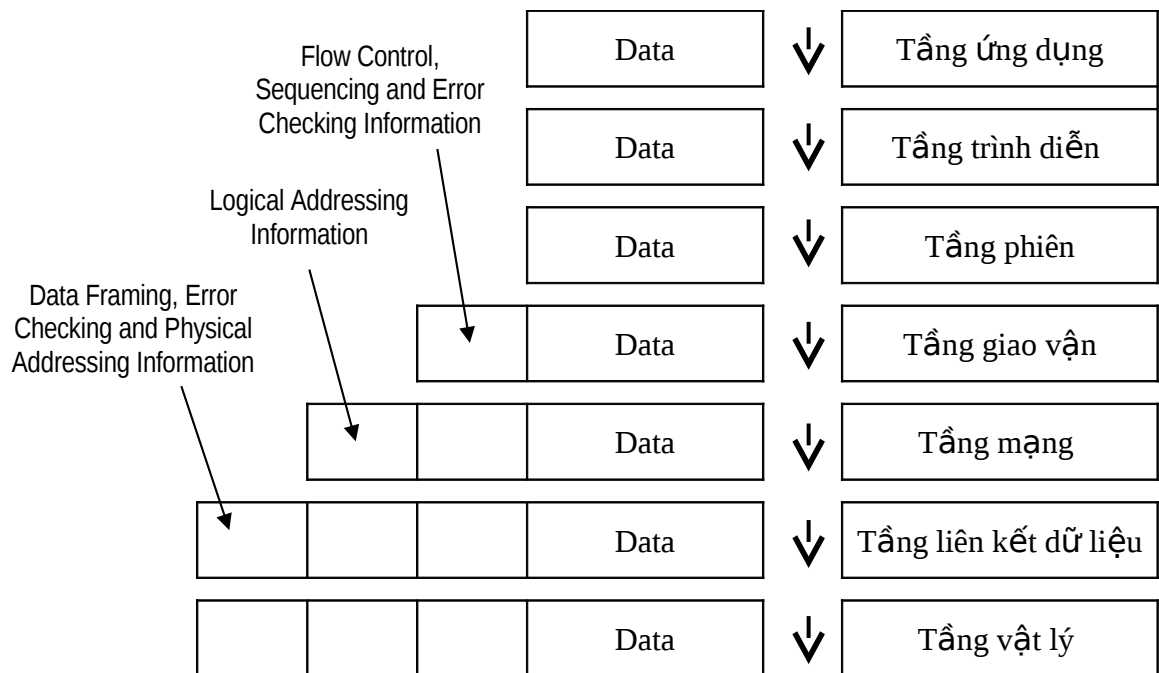 Data
Tầng ứng dụng
Flow Control,
Sequencing and Error
Checking Information
Data
Tầng trình diễn
Logical Addressing
Information
Data
Tầng phiên
Data Framing, Error
Checking and Physical
Addressing Information
Data
Tầng giao vận
Data
Tầng mạng
Data
Tầng liên kết dữ liệu
Data
Tầng vật lý